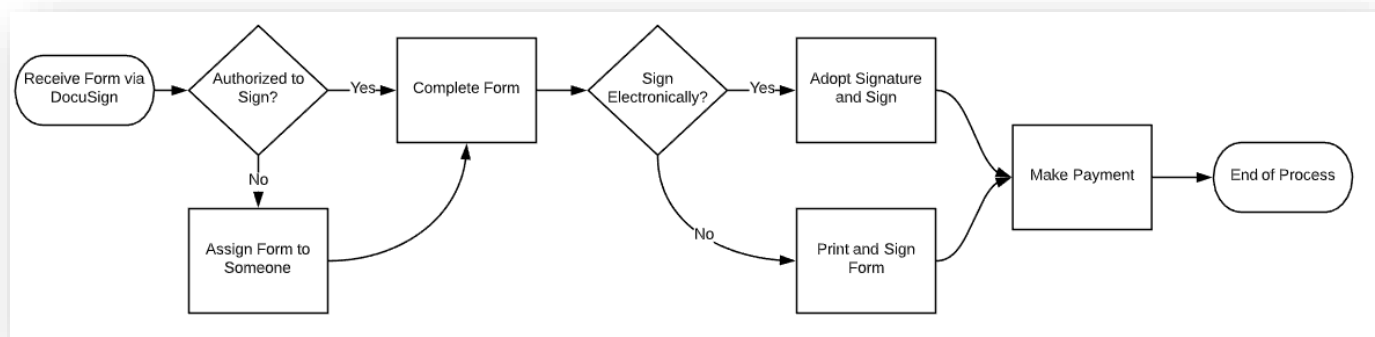 Receive Form via
DocuSign
Authorized to
Sign?
Yes
Complete Form
Sign
Electronically?
Yes
Adopt Signature
and Sign
No
Assign Form to
Someone
No
Print and Sign
Form
Make Payment
End of Process